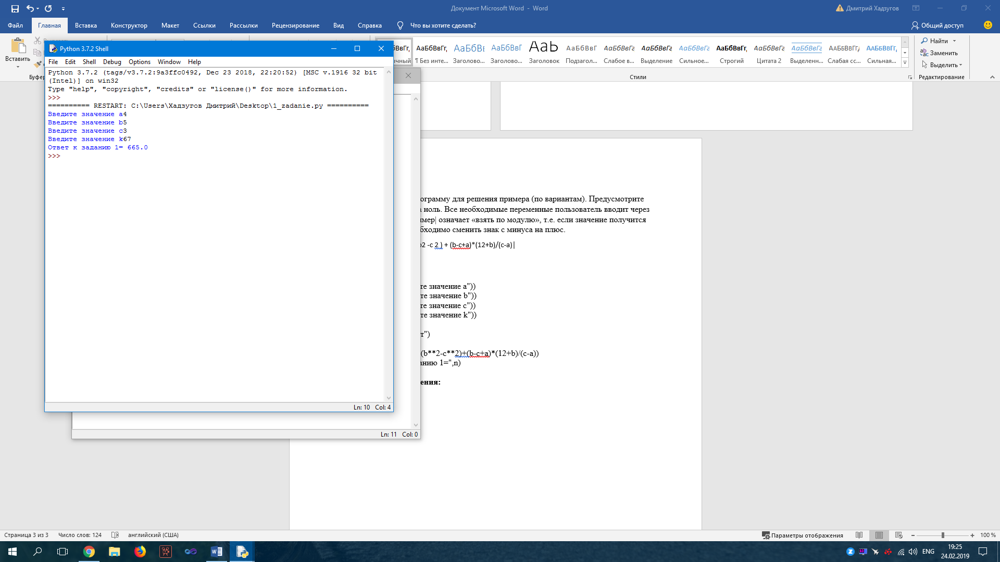 Документ Microsoft Word - Word
Дмитрий Хадзугов
Файл Главная Вставка Конструктор Макет Ссылки Рассылки Рецензирование Вид Справка Что вы хотите сделать? Общий доступ
Вставить
АаБбВвГг, АаБбВвГг, АаБбВ АаБбВвГ АаЬ АаБбВвГ АаБбВвГг АаБбВвГг АаБбВвГг АаБбВвГг, АаБбВвГг АаБбВвГг ААББВВГГД ААББВВГГ,
¶ Без инте... Заголово... Заголово... Заголовок Подзагол... Слабое в... Выделение Сильное... Строгий Цитата 2 Выделенн... Слабая сс... Сильная...
Стили
Найти
Заменить
Выделить
Редактирование
Python 3.7.2 Shell
File Edit Shell Debug Options Window Help
Python 3.7.2 (tags/v3.7.2:9a3ffc0492, Dec 23 2018, 22:20:52) [MSC v.1916 32 bit
(Intel)] on win32
Type "help", "copyright", "credits" or "license()" for more information.
>>>
========== RESTART: C:\Users\Хадзугов Дмитрий\Desktop\1_zadanie.py ==========
Введите значение a4
Введите значение b5
Введите значение c3
Введите значение k67
Ответ к заданию 1= 665.0
>>>
Ln: 10 Col: 4
Ln: 11 Col: 0
ограмму для решения примера (по вариантам). Предусмотрите
ноль. Все необходимые переменные пользователь вводит через
мер| означает «взять по модулю», т.е. если значение получится
бходимо сменить знак с минуса на плюс.
2 -c 2 ) + (b-c+a)*(12+b)/(c-a)|
те значение a"))
те значение b"))
те значение c"))
те значение k"))
т")
(b**2-c**2)+(b-c+a)*(12+b)/(c-a))
анию 1=",n)
ения:
Страница 3 из 3 Число слов: 124 английский (США) Параметры отображения 100 %
ENG
19:25
24.02.2019